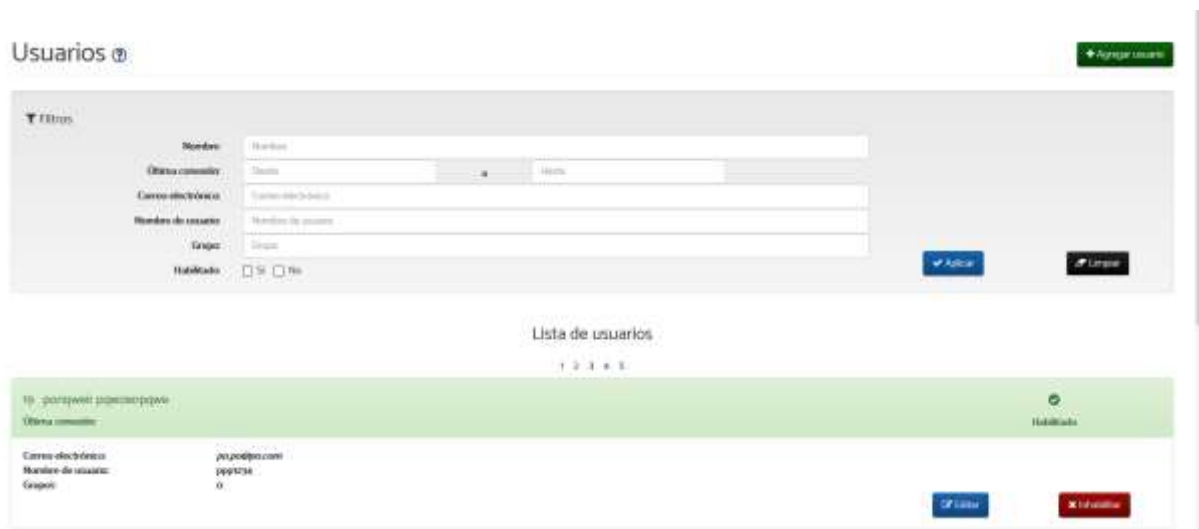 Usuarios
Agregar usuario
Filtros
Nombre Nombre
Última conexión Desde a Hasta
Correo electrónico Correo electrónico
Nombre de usuario Nombre de usuario
Grupo Grupo
Habilitado Si No
Aplicar Limpiar
Lista de usuarios
1 2 3 4 5
Última conexión Habilitado
Correo electrónico
Nombre de usuario:
Grupos: 0
Editar Inhabilitar